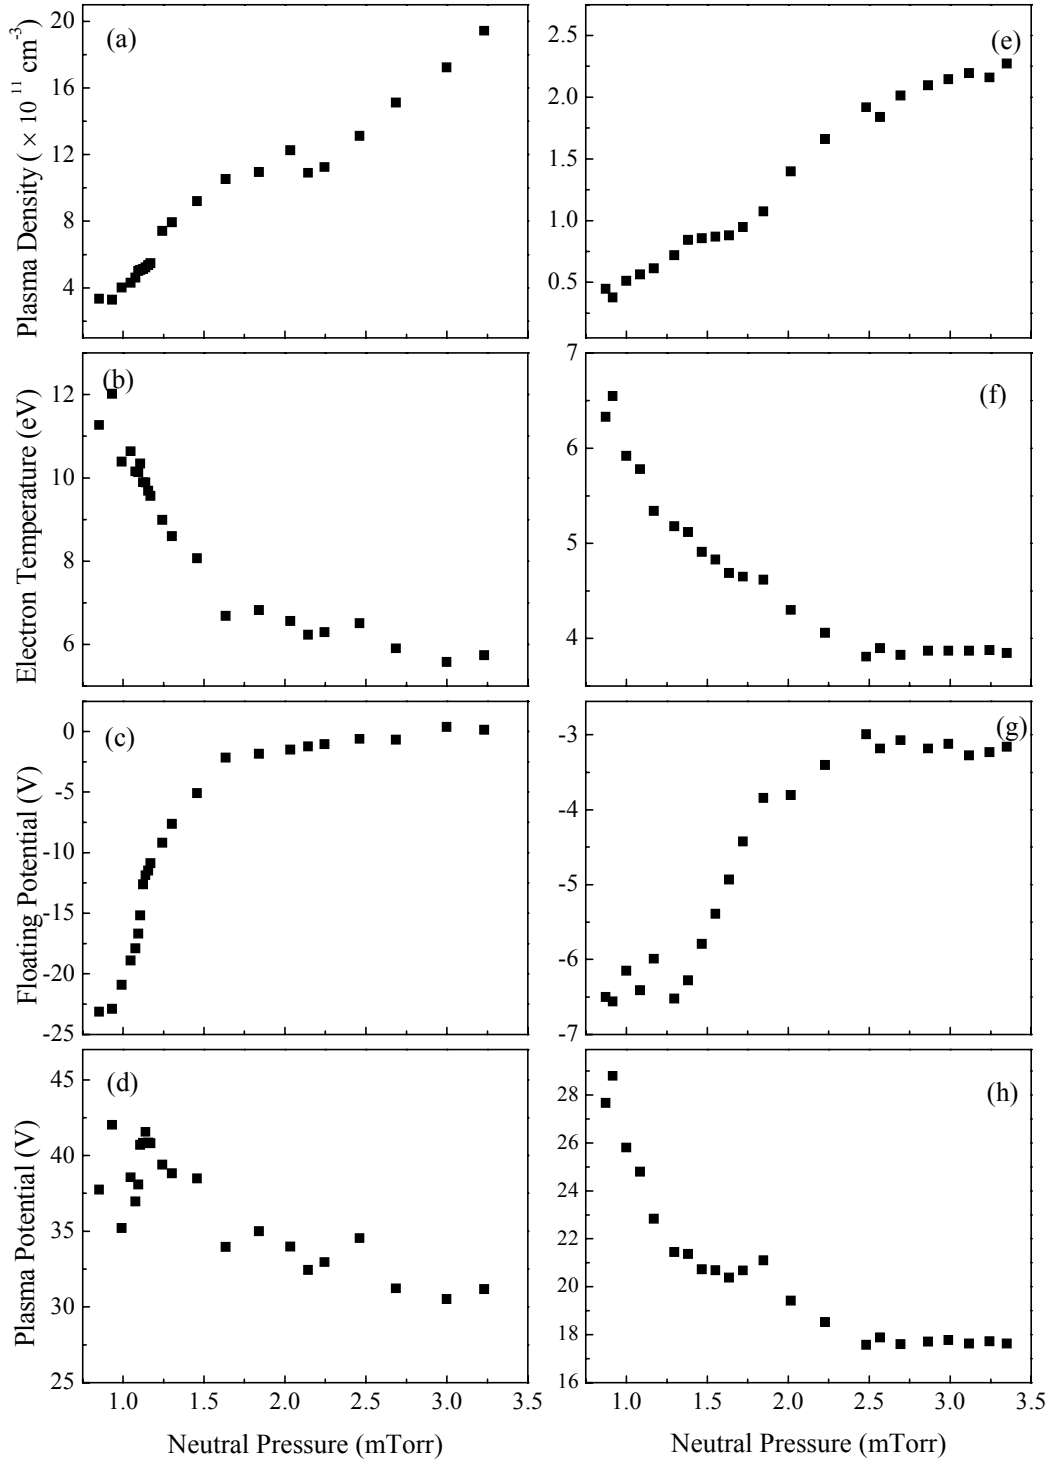 (a)
Plasma Density ( × 10 11 cm-3)
20
16
12
8
4
(e)
2.5
2.0
1.5
1.0
0.5
(b)
Electron Temperature (eV)
12
10
8
6
(f)
7
6
5
4
(c)
Floating Potential (V)
0
-5
-10
-15
-20
-25
(g)
-3
-4
-5
-6
-7
(d)
Plasma Potential (V)
45
40
35
30
25
1.0 1.5 2.0 2.5 3.0 3.5
Neutral Pressure (mTorr)
(h)
28
26
24
22
20
18
16
1.0 1.5 2.0 2.5 3.0 3.5
Neutral Pressure (mTorr)